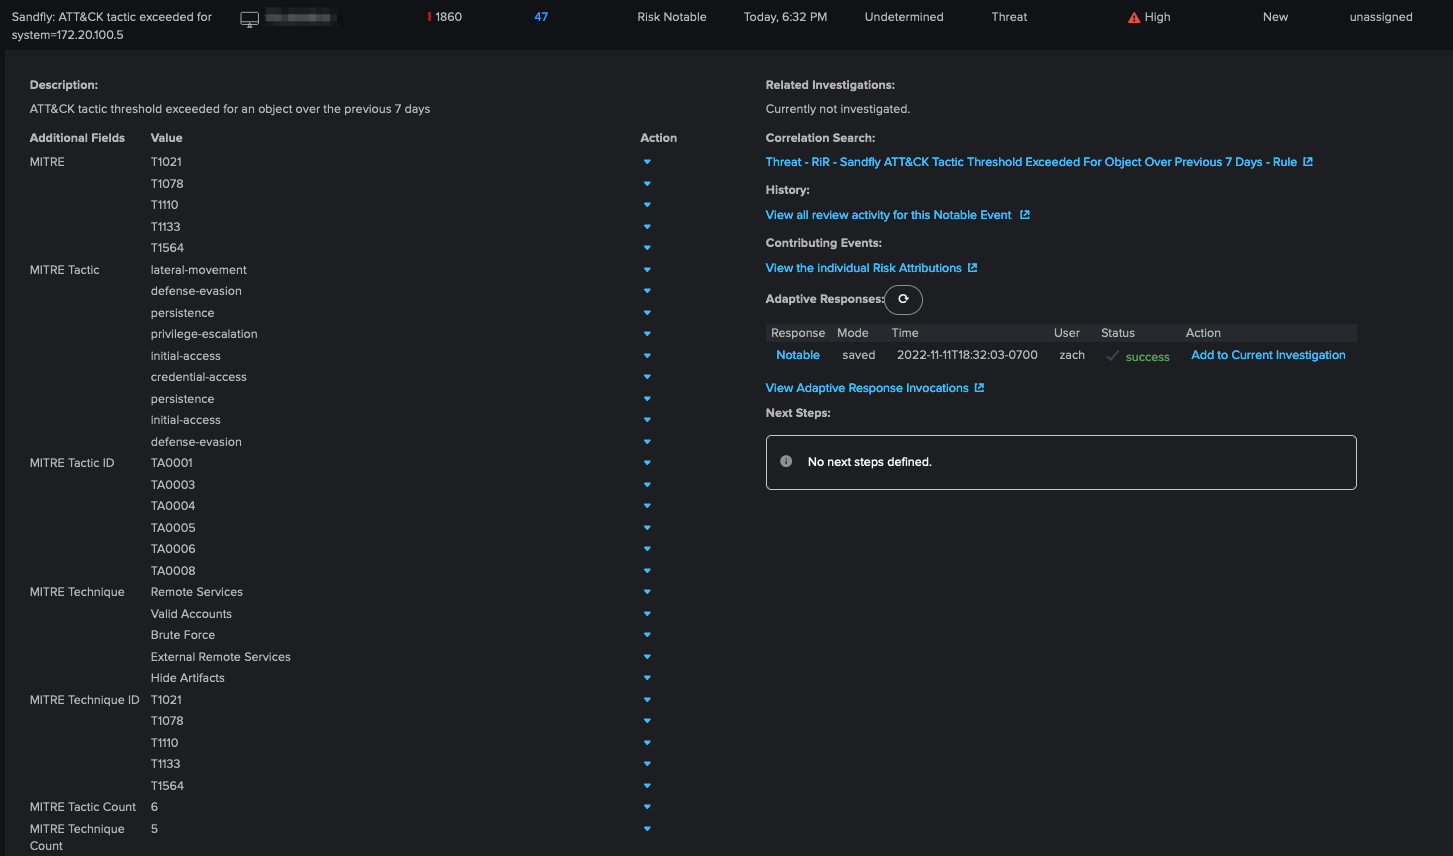 Sandfly: ATT&CK tactic exceeded for system=172.20.100.5
1860
47
Risk Notable
Today, 6:32 PM
Undetermined
Threat
High
New
unassigned
Description:
ATT&CK tactic threshold exceeded for an object over the previous 7 days
Additional Fields Value Action
MITRE T1021
T1078
T1110
T1133
T1564
MITRE Tactic lateral-movement
defense-evasion
persistence
privilege-escalation
initial-access
credential-access
persistence
initial-access
defense-evasion
MITRE Tactic ID TA0001
TA0003
TA0004
TA0005
TA0006
TA0008
MITRE Technique Remote Services
Valid Accounts
Brute Force
External Remote Services
Hide Artifacts
MITRE Technique ID T1021
T1078
T1110
T1133
T1564
MITRE Tactic Count 6
MITRE Technique Count 5
Related Investigations:
Currently not investigated.
Correlation Search:
Threat - RiR - Sandfly ATT&CK Tactic Threshold Exceeded For Object Over Previous 7 Days - Rule
History:
View all review activity for this Notable Event
Contributing Events:
View the individual Risk Attributions
Adaptive Responses:
Response Mode Time User Status Action
Notable saved 2022-11-11T18:32:03-0700 zach success Add to Current Investigation
View Adaptive Response Invocations
Next Steps:
No next steps defined.